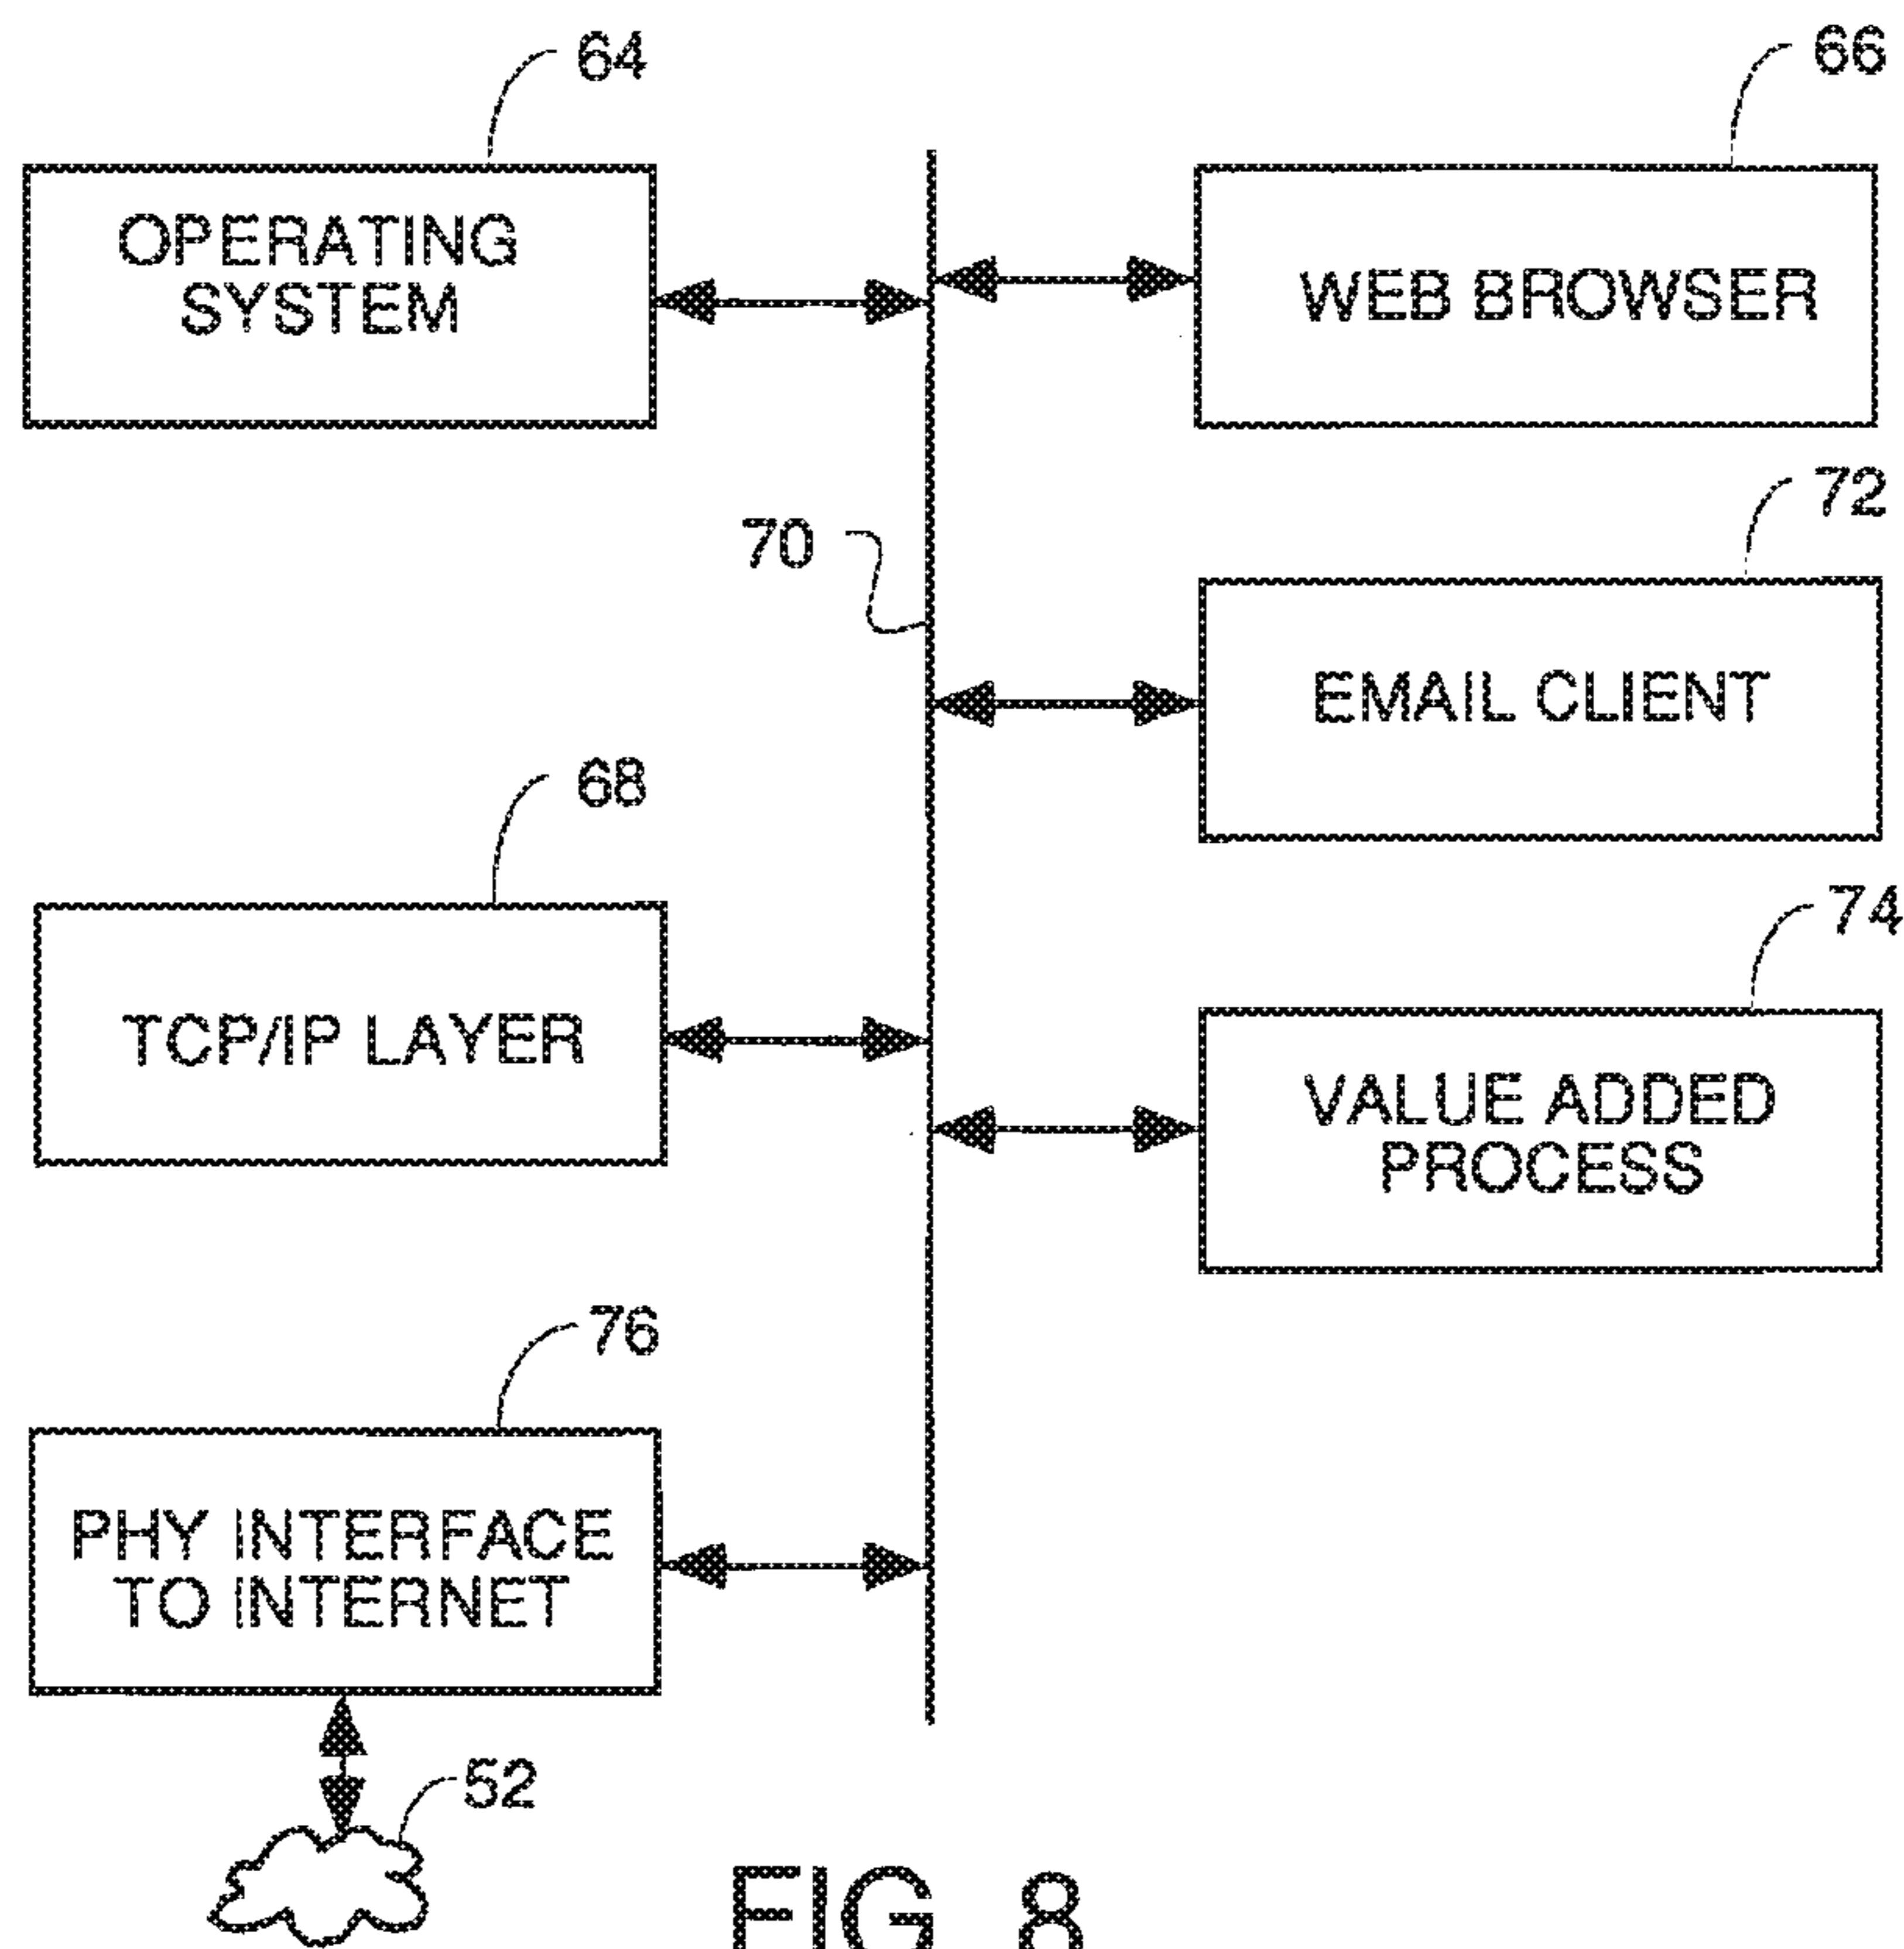 64
66
OPERATING
SYSTEM
WEB BROWSER
70
72
EMAIL CLIENT
68
74
TCP/IP LAYER
VALUE ADDED
PROCESS
76
PHY INTERFACE
TO INTERNET
52
FIG. 8